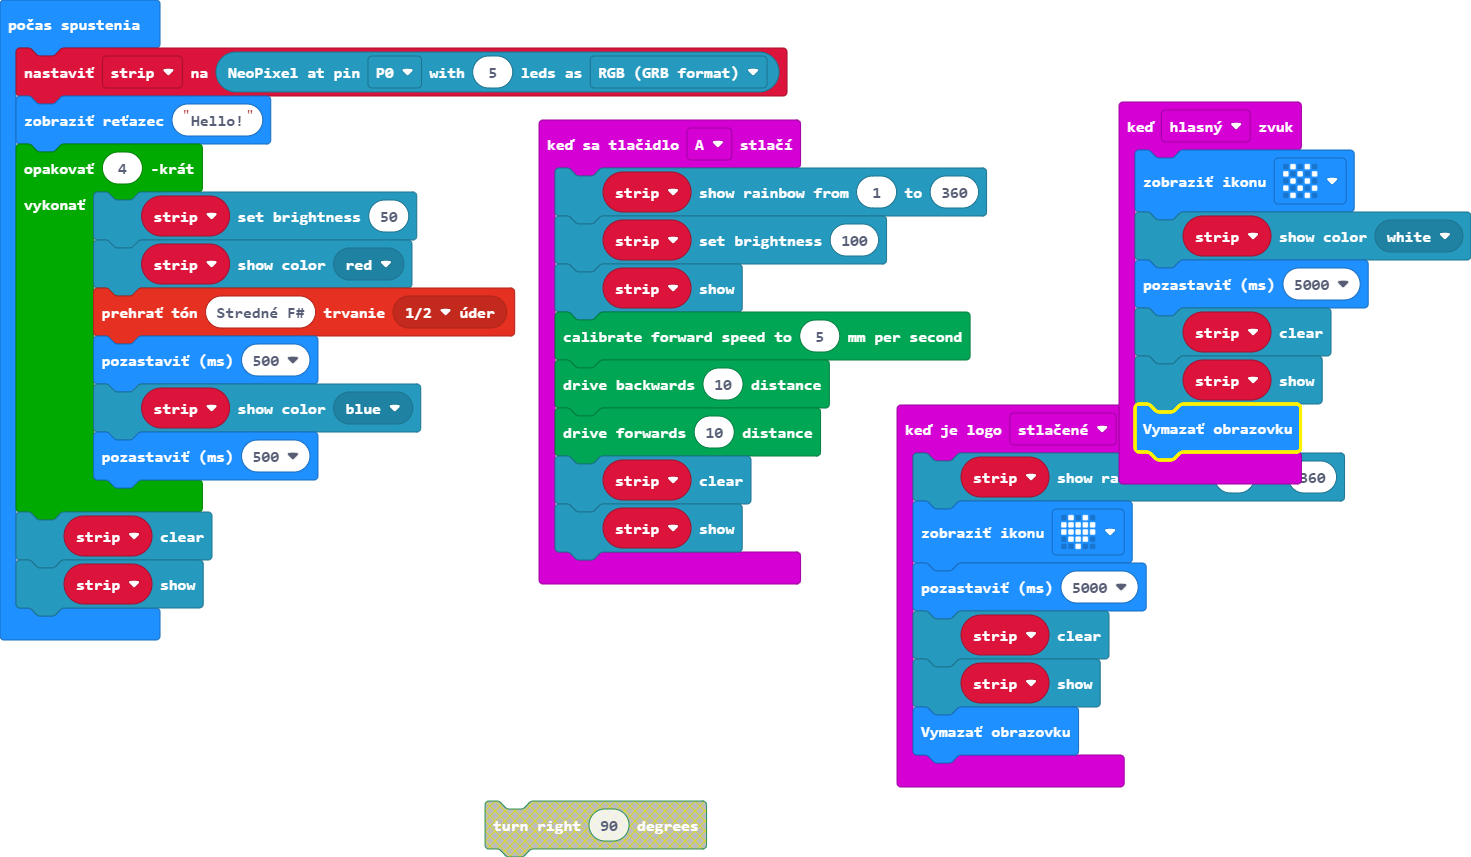 počas spustenia
nastaviť strip na NeoPixel at pin P0 with 5 leds as RGB (GRB format)
zobraziť reťazec "Hello!"
opakovať 4 -krát
vykonať
strip set brightness 50
strip show color red
prehrať tón Stredné F# trvanie 1/2 úder
pozastaviť (ms) 500
strip show color blue
pozastaviť (ms) 500
strip clear
strip show
keď sa tlačidlo A stlačí
strip show rainbow from 1 to 360
strip set brightness 100
strip show
calibrate forward speed to 5 mm per second
drive backwards 10 distance
drive forwards 10 distance
strip clear
strip show
keď hlasný zvuk
zobraziť ikonu
strip show color white
pozastaviť (ms) 5000
strip clear
strip show
Vymazať obrazovku
keď je logo stlačené
strip show ra 360
zobraziť ikonu
pozastaviť (ms) 5000
strip clear
strip show
Vymazať obrazovku
turn right 90 degrees